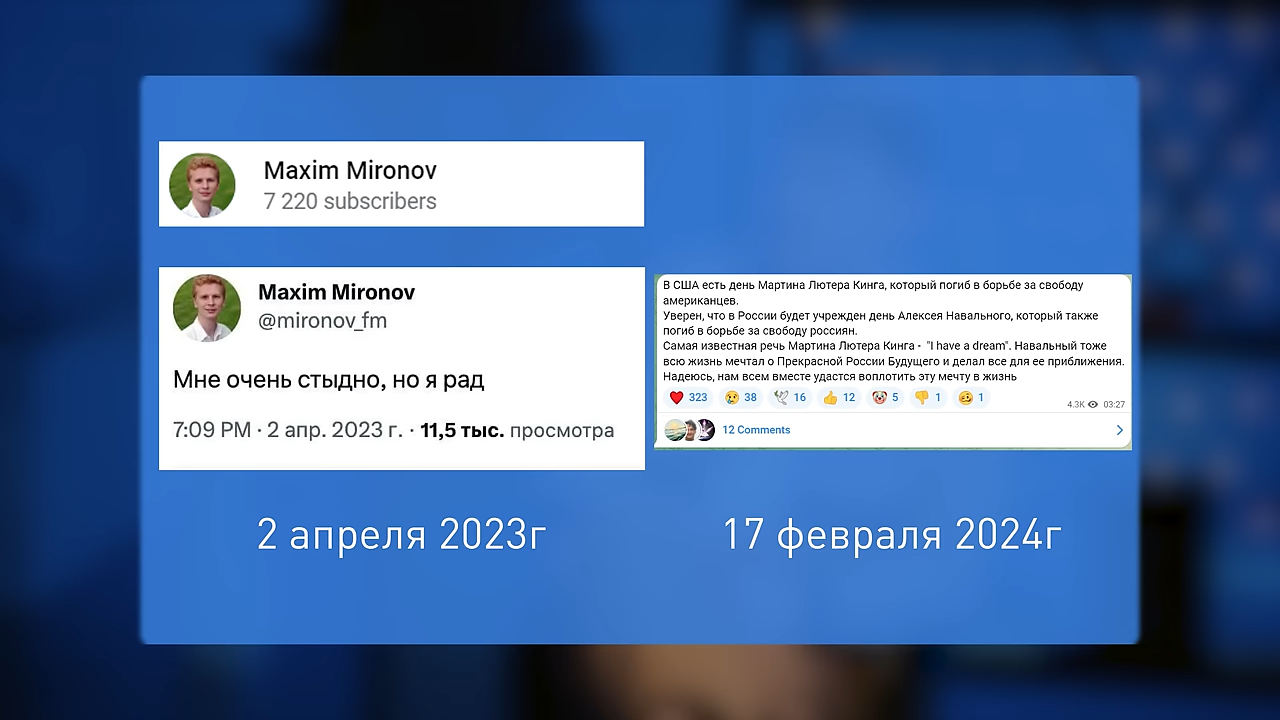 Maxim Mironov
7 220 subscribers
Maxim Mironov
@mironov_fm
Мне очень стыдно, но я рад
7:09 PM · 2 апр. 2023 г. · 11,5 тыс. просмотра
2 апреля 2023г
В США есть день Мартина Лютера Кинга, который погиб в борьбе за свободу
американцев.
Уверен, что в России будет учрежден день Алексея Навального, который также
погиб в борьбе за свободу россиян.
Самая известная речь Мартина Лютера Кинга - "I have a dream". Навальный тоже
всю жизнь мечтал о Прекрасной России Будущего и делал все для ее приближения.
Надеюсь, нам всем вместе удастся воплотить эту мечту в жизнь
❤️ 323 😢 38 🕊 16 👍 12 🤡 5 👎 1 🥴 1
4.3K 03:27
12 Comments
17 февраля 2024г